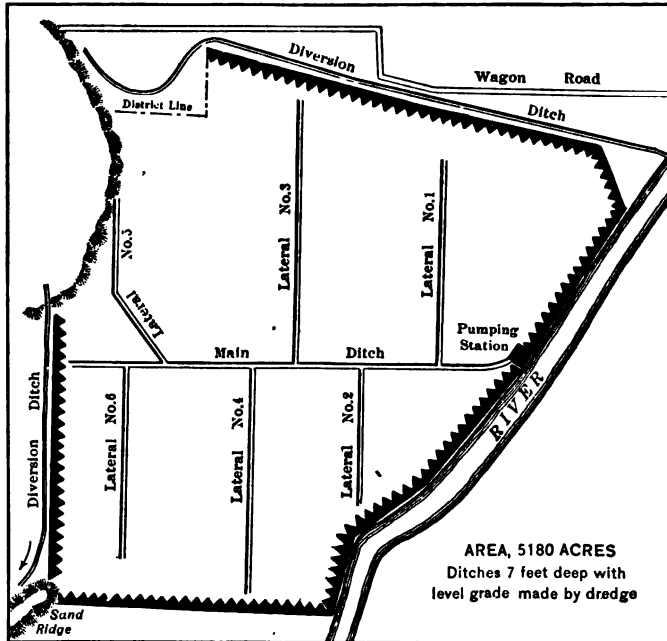 Diversion
Wagon Road
District Line
Ditch
Lateral No.3
Lateral No.1
Lateral No.5
Pumping
Station
Main Ditch
RIVER
Diversion Ditch
Lateral No.6
Lateral No.4
Lateral No.2
AREA, 5180 ACRES
Ditches 7 feet deep with
level grade made by dredge
Sand
Ridge